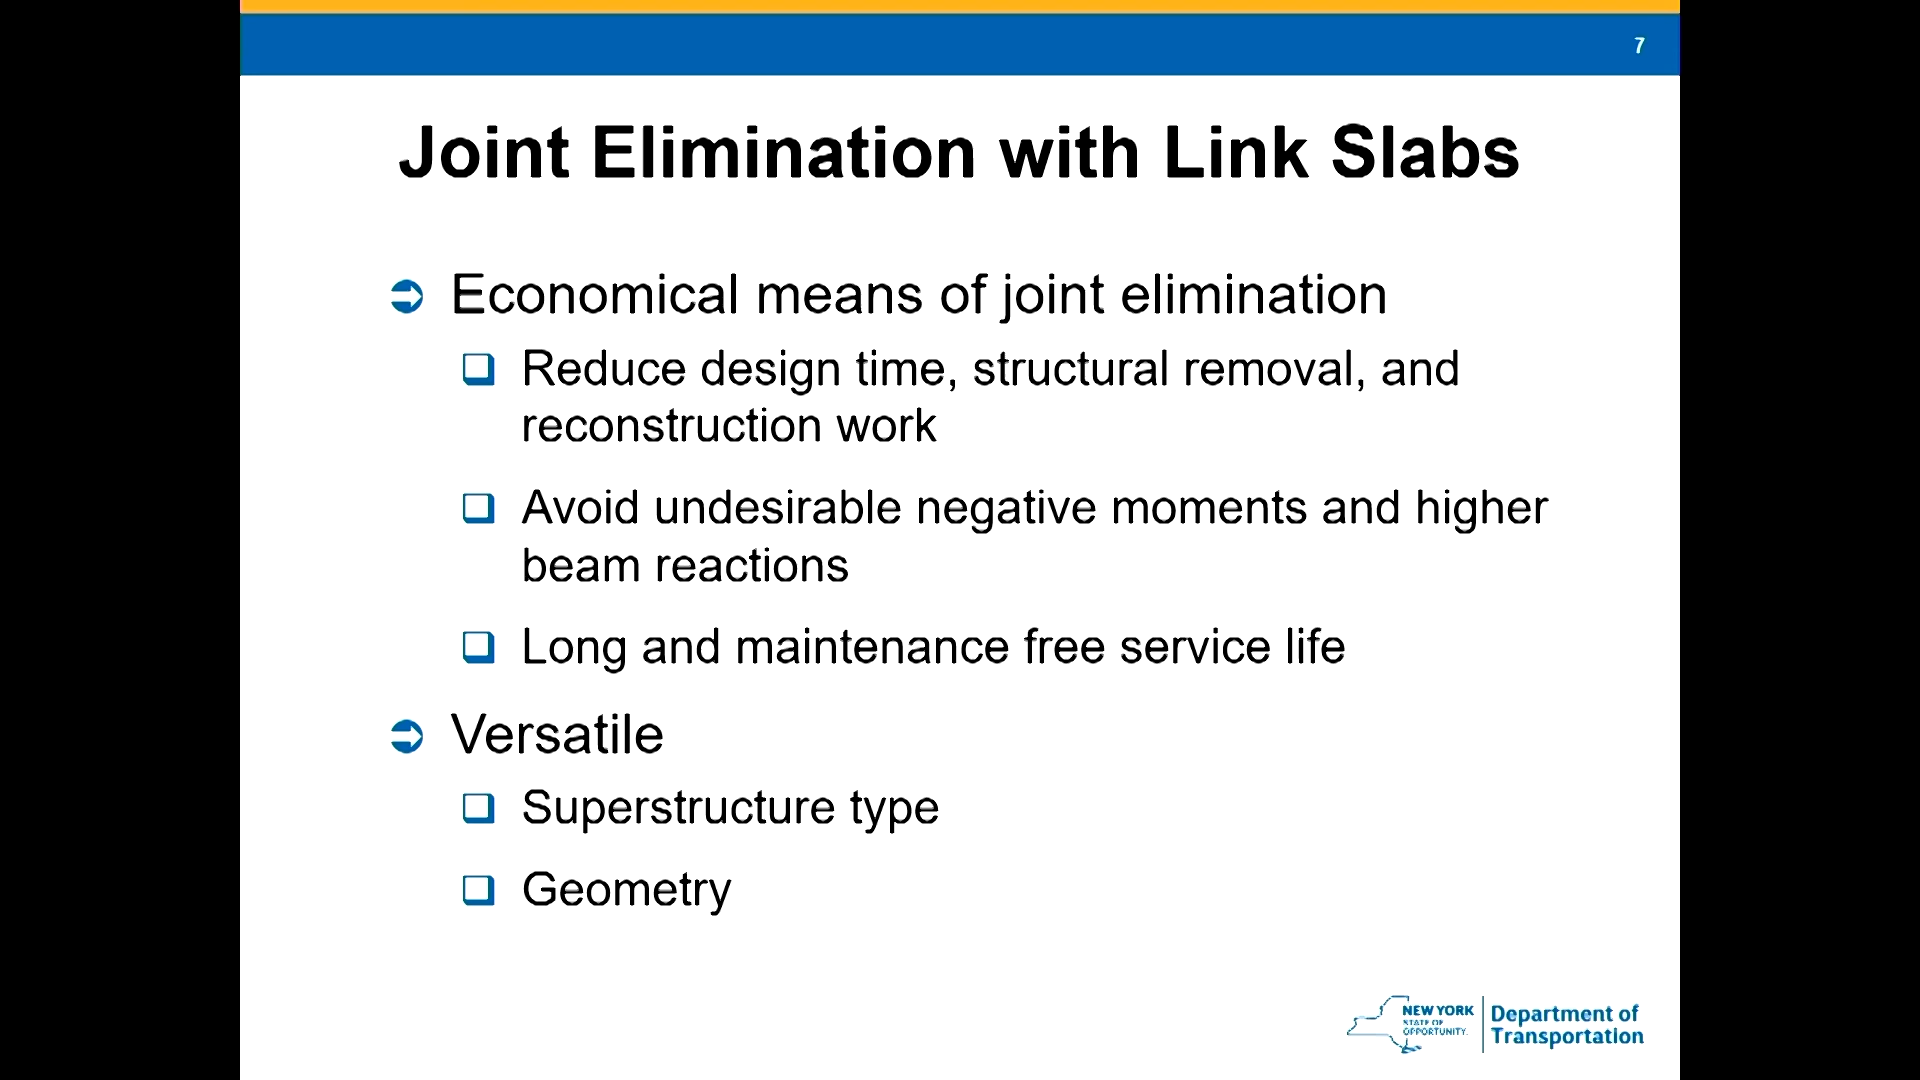 7
Joint Elimination with Link Slabs
Economical means of joint elimination
Reduce design time, structural removal, and
reconstruction work
Avoid undesirable negative moments and higher
beam reactions
Long and maintenance free service life
Versatile
Superstructure type
Geometry
NEW YORK
STATE OF
OPPORTUNITY.
Department of
Transportation